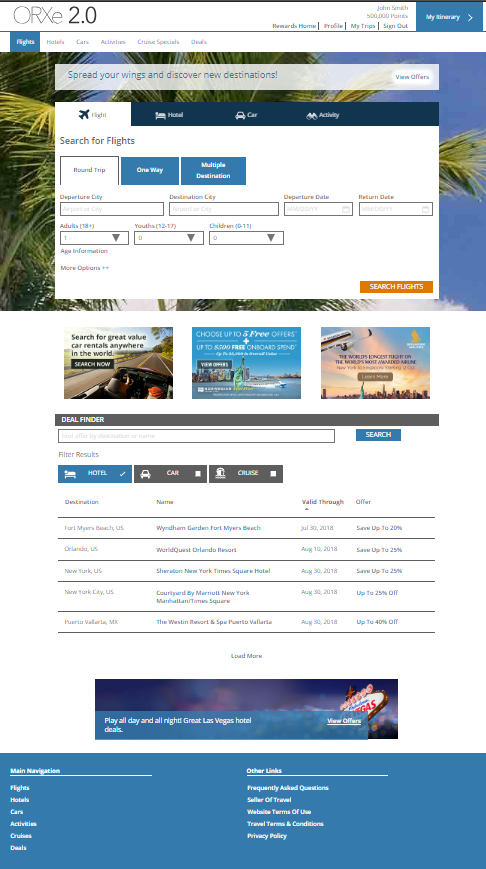 ORXe 2.0
John Smith
500,000 Points
Rewards Home | Profile | My Trips | Sign Out
My Itinerary
Flights Hotels Cars Activities Cruise Specials Deals
Spread your wings and discover new destinations!
View Offers
Flight Hotel Car Activity
Search for Flights
Round Trip One Way Multiple
Destination
Departure City Destination City Departure Date Return Date
Airport or City Airport or City MM/DD/YY MM/DD/YY
Adults (18+) Youths (12-17) Children (0-11)
1 0 0
Age Information
More Options ++
SEARCH FLIGHTS
Search for great value
car rentals anywhere
in the world.
SEARCH NOW
CHOOSE UP TO 5 Free OFFERS
UP TO $1500 FREE ONBOARD SPEND
VIEW OFFERS
NORWEGIAN
THE WORLD'S LONGEST FLIGHT ON
THE WORLD'S MOST AWARDED AIRLINE
Learn More
DEAL FINDER
Find offer by destination or name
SEARCH
Filter Results
HOTEL CAR CRUISE
Destination Name Valid Through Offer
Fort Myers Beach, US Wyndham Garden Fort Myers Beach Jul 30, 2018 Save Up To 20%
Orlando, US WorldQuest Orlando Resort Aug 10, 2018 Save Up To 25%
New York, US Sheraton New York Times Square Hotel Aug 30, 2018 Save Up To 25%
New York City, US Courtyard By Marriott New York Aug 30, 2018 Up To 25% Off
Manhattan/Times Square
Puerto Vallarta, MX The Westin Resort & Spa Puerto Vallarta Aug 30, 2018 Up To 40% Off
Load More
Play all day and all night! Great Las Vegas hotel
deals.
View Offers
VEGAS
Main Navigation
Flights
Hotels
Cars
Activities
Cruises
Deals
Other Links
Frequently Asked Questions
Seller Of Travel
Website Terms Of Use
Travel Terms & Conditions
Privacy Policy